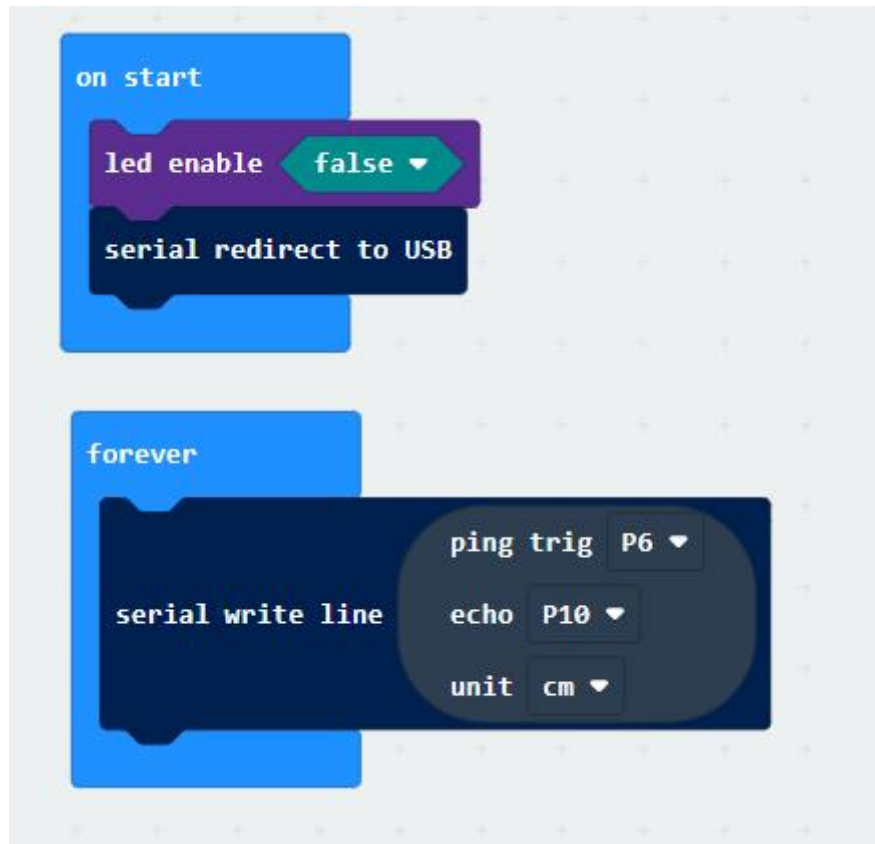 on start
led enable false
serial redirect to USB
forever
ping trig P6
serial write line echo P10
unit cm